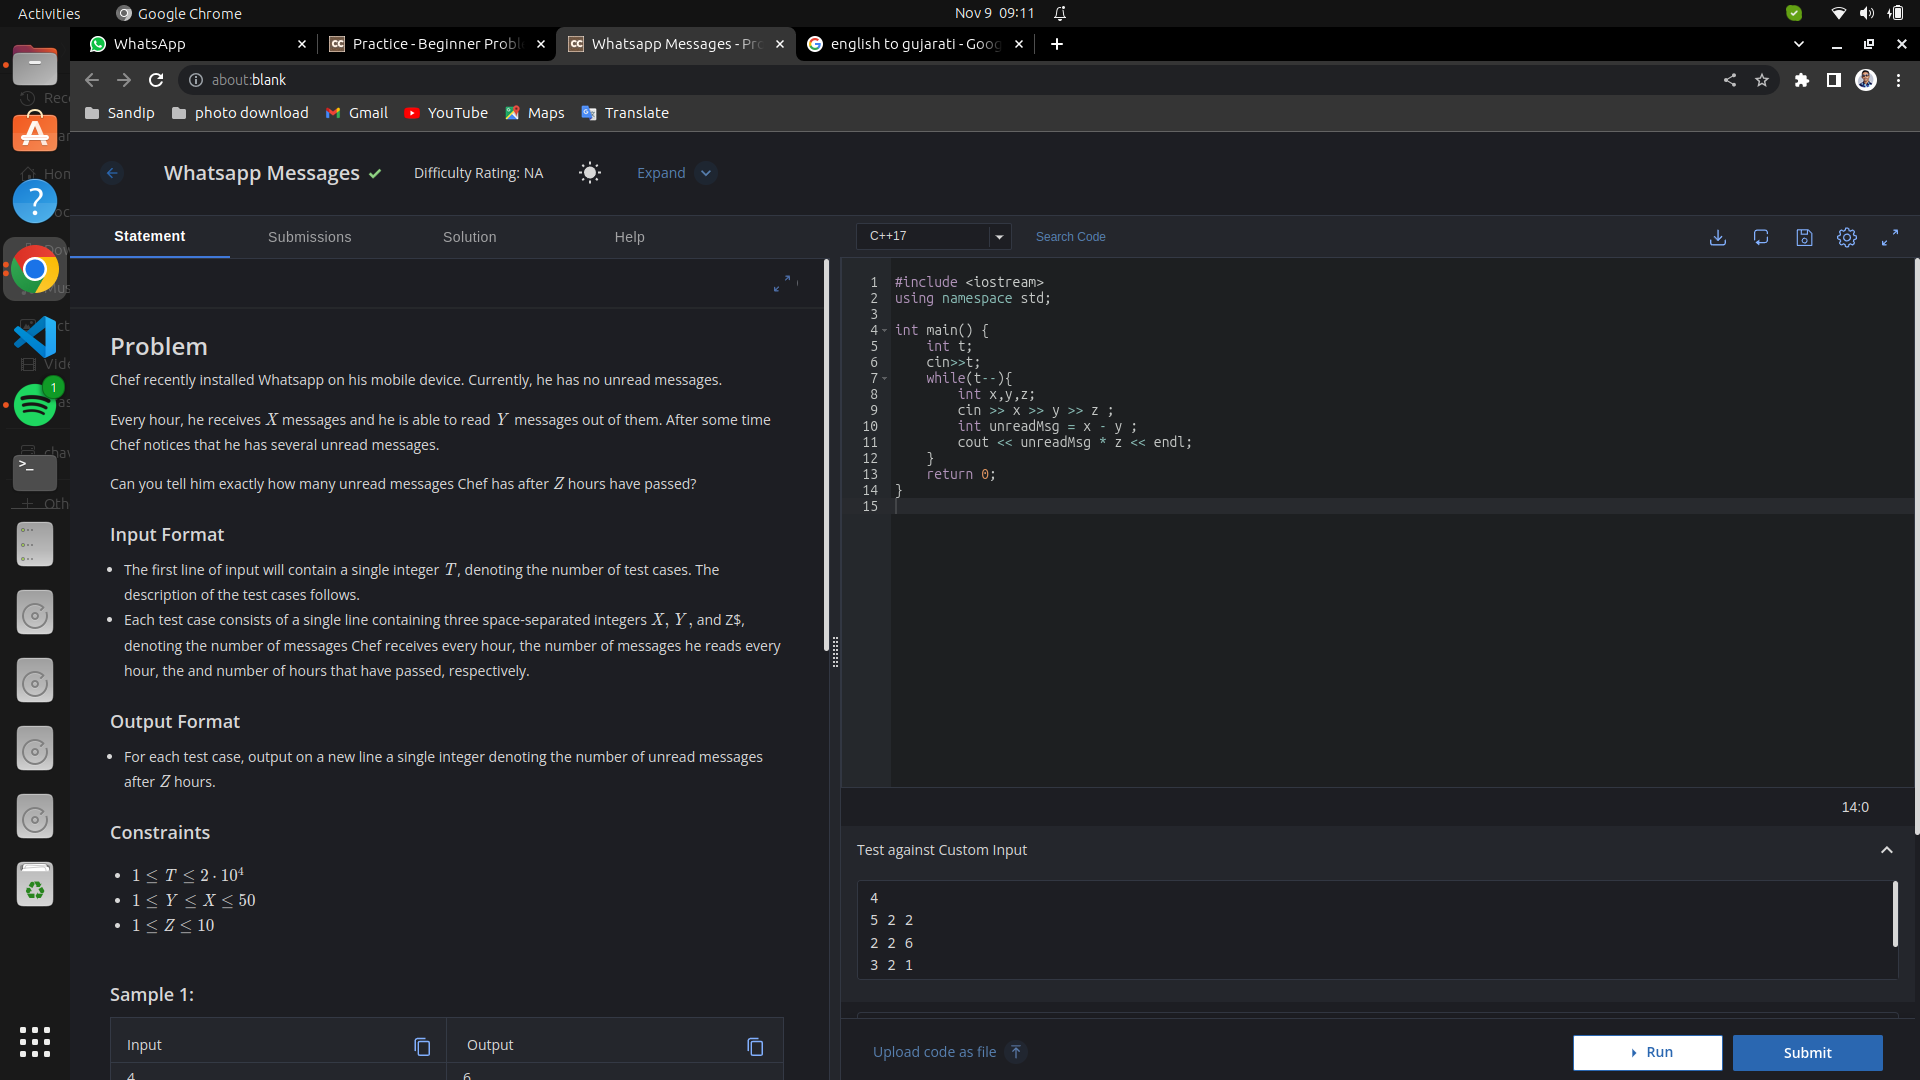 Activities
Google Chrome
Nov 9 09:11
WhatsApp
Practice - Beginner Probl
Whatsapp Messages - Pro
english to gujarati - Goog
about:blank
Sandip
photo download
Gmail
YouTube
Maps
Translate
Whatsapp Messages
Difficulty Rating: NA
Expand
Statement
Submissions
Solution
Help
Problem
Chef recently installed Whatsapp on his mobile device. Currently, he has no unread messages.
Every hour, he receives X messages and he is able to read Y messages out of them. After some time
Chef notices that he has several unread messages.
Can you tell him exactly how many unread messages Chef has after Z hours have passed?
Input Format
• The first line of input will contain a single integer T, denoting the number of test cases. The
description of the test cases follows.
• Each test case consists of a single line containing three space-separated integers X, Y, and Z$,
denoting the number of messages Chef receives every hour, the number of messages he reads every
hour, the and number of hours that have passed, respectively.
Output Format
• For each test case, output on a new line a single integer denoting the number of unread messages
after Z hours.
Constraints
• 1 ≤ T ≤ 2 · 10⁴
• 1 ≤ Y ≤ X ≤ 50
• 1 ≤ Z ≤ 10
Sample 1:
Input
Output
4
6
C++17
Search Code
1 #include <iostream>
2 using namespace std;
3
4 int main() {
5 int t;
6 cin>>t;
7 while(t--){
8 int x,y,z;
9 cin >> x >> y >> z ;
10 int unreadMsg = x - y ;
11 cout << unreadMsg * z << endl;
12 }
13 return 0;
14 }
15
14:0
Test against Custom Input
4
5 2 2
2 2 6
3 2 1
Upload code as file
Run
Submit
1